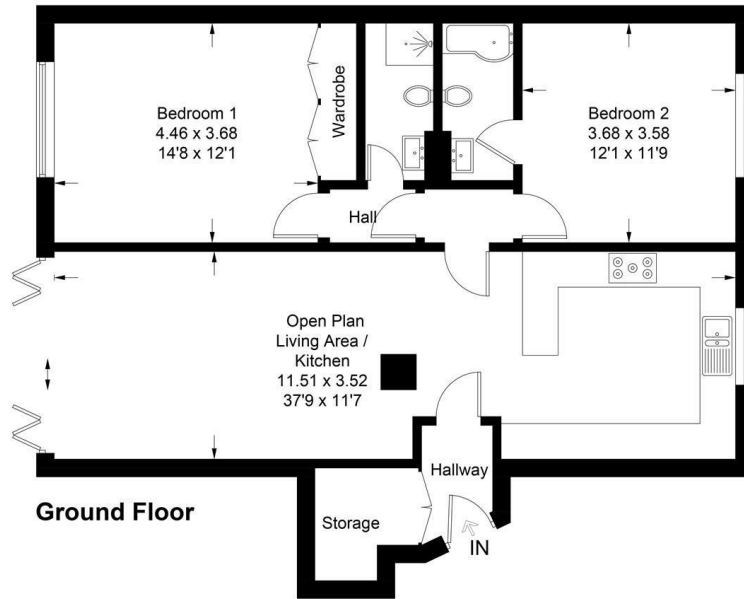 Bedroom 1
4.46 x 3.68
14'8 x 12'1
Wardrobe
Bedroom 2
3.68 x 3.58
12'1 x 11'9
Hall
Open Plan
Living Area /
Kitchen
11.51 x 3.52
37'9 x 11'7
Hallway
Ground Floor
Storage
IN